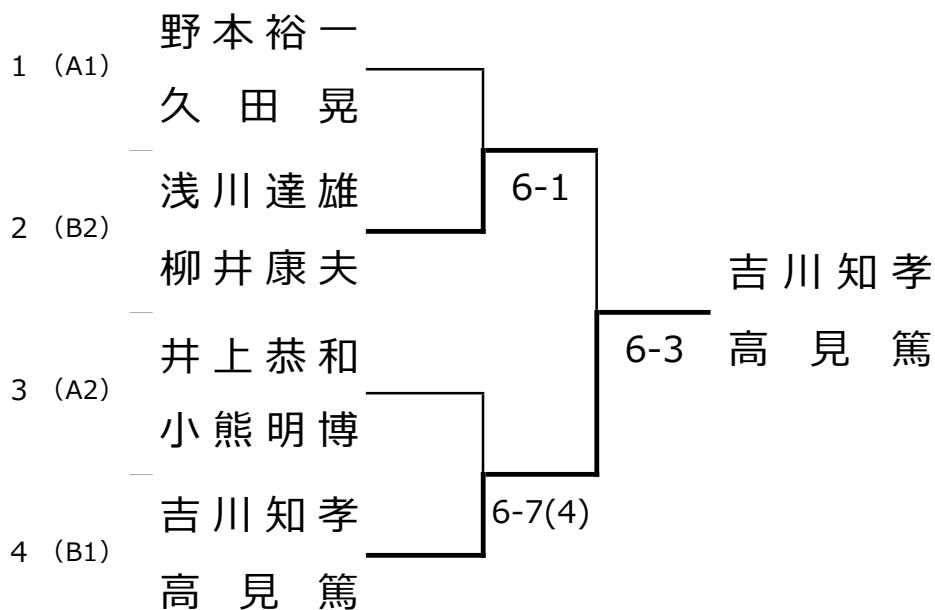 野本裕一
1 （A1）
久田晃
浅川達雄
6-1
2 （B2）
柳井康夫
吉川知孝
井上恭和
6-3
高見篤
3 （A2）
小熊明博
吉川知孝
6-7(4)
4 （B1）
高見篤